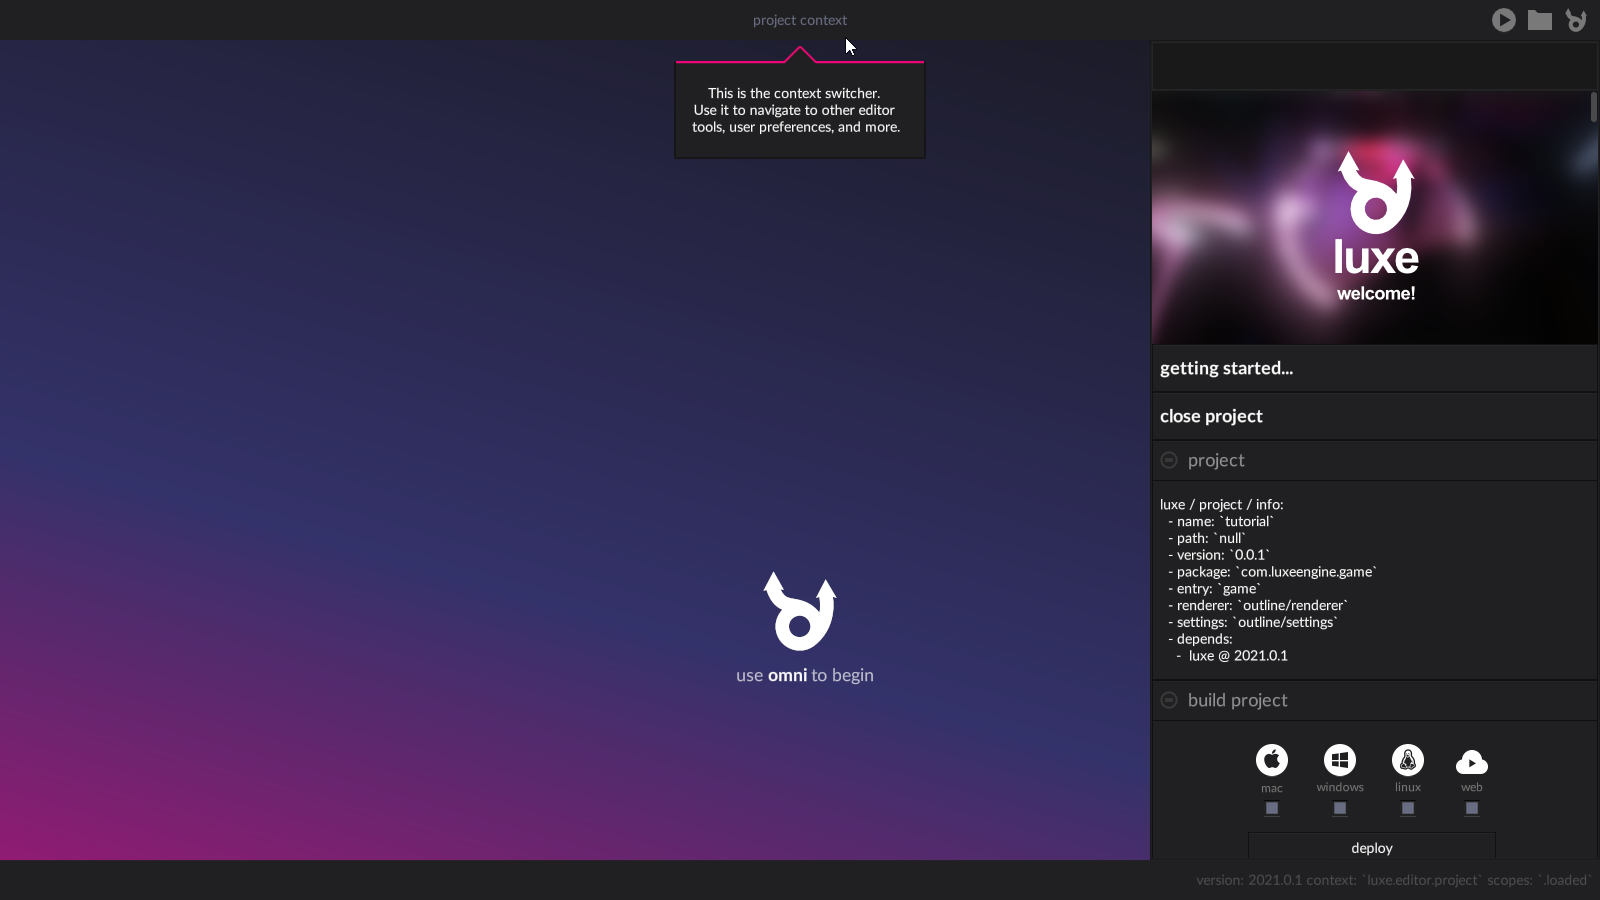 project context
This is the context switcher.
Use it to navigate to other editor
tools, user preferences, and more.
luxe
welcome!
getting started...
close project
project
luxe / project / info:
- name: `tutorial`
- path: `null`
- version: `0.0.1`
- package: `com.luxeengine.game`
- entry: `game`
- renderer: `outline/renderer`
- settings: `outline/settings`
- depends:
- luxe @ 2021.0.1
use omni to begin
build project
mac windows linux web
deploy
version: 2021.0.1 context: `luxe.editor.project` scopes: `.loaded`